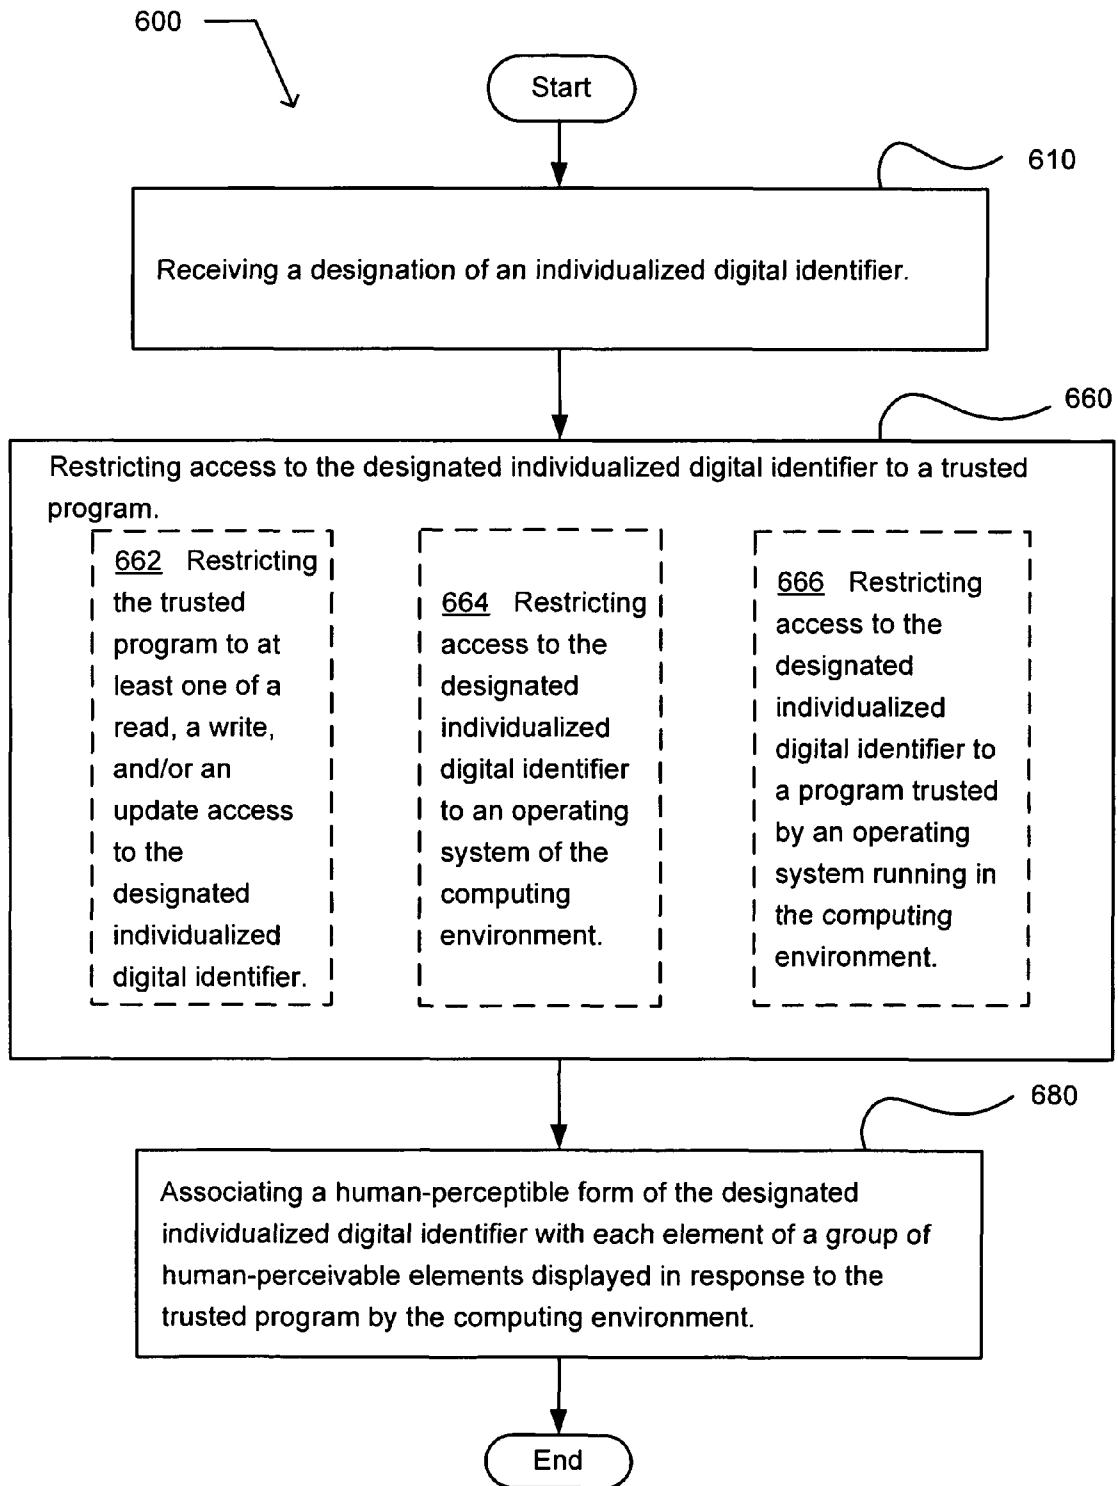 600
Start
610
Receiving a designation of an individualized digital identifier.
660
Restricting access to the designated individualized digital identifier to a trusted
program.
662 Restricting
the trusted
program to at
least one of a
read, a write,
and/or an
update access
to the
designated
individualized
digital identifier.
664 Restricting
access to the
designated
individualized
digital identifier
to an operating
system of the
computing
environment.
666 Restricting
access to the
designated
individualized
digital identifier to
a program trusted
by an operating
system running in
the computing
environment.
680
Associating a human-perceptible form of the designated
individualized digital identifier with each element of a group of
human-perceivable elements displayed in response to the
trusted program by the computing environment.
End